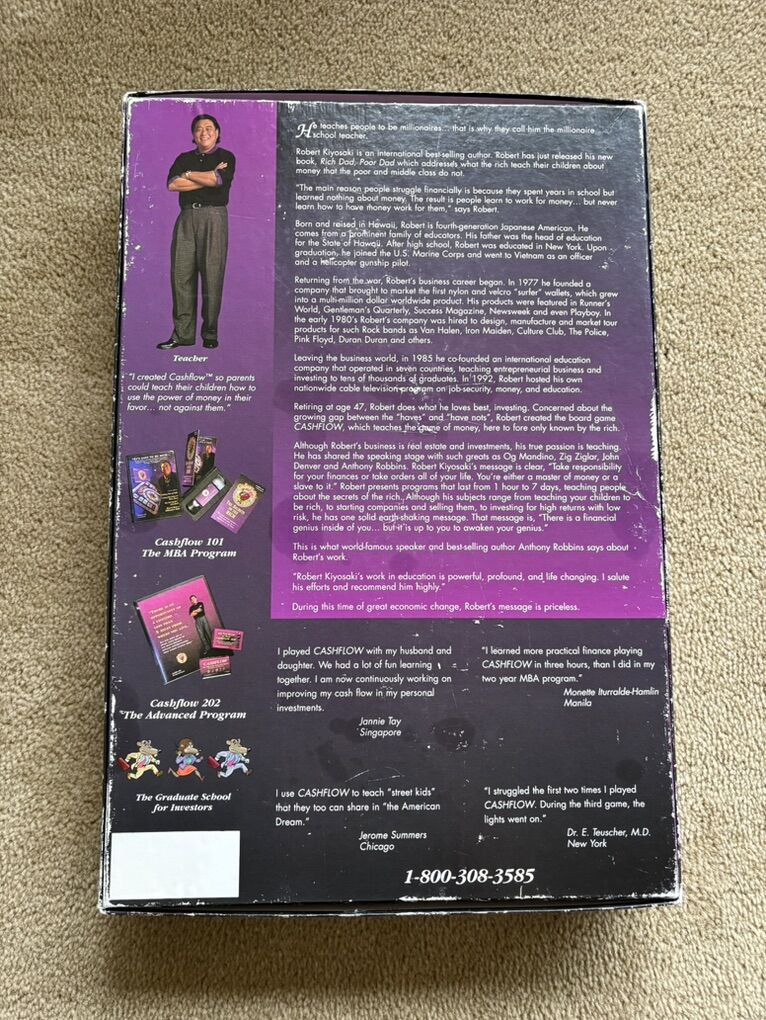 He teaches people to be millionaires... that is why they call him the millionaire
school teacher.
Robert Kiyosaki is an international best-selling author. Robert has just released his new
book, Rich Dad, Poor Dad which addresses what the rich teach their children about
money that the poor and middle class do not.
"The main reason people struggle financially is because they spent years in school but
learned nothing about money. The result is people learn to work for money... but never
learn how to have money work for them," says Robert.
Born and reised in Hawaii, Robert is fourth-generation Japanese American. He
comes from a prominent family of educators. His father was the head of education
for the State of Hawaii. After high school, Robert was educated in New York. Upon
graduation, he joined the U.S. Marine Corps and went to Vietnam as an officer
and a helicopter gunship pilot.
Returning from the war, Robert's business career began. In 1977 he founded a
company that brought to market the first nylon and velcro "surfer" wallets, which grew
into a multi-million dollar worldwide product. His products were featured in Runner's
World, Gentleman's Quarterly, Success Magazine, Newsweek and even Playboy. In
the early 1980's Robert's company was hired to design, manufacture and market tour
products for such Rock bands as Van Halen, Iron Maiden, Culture Club, The Police,
Pink Floyd, Duran Duran and others.
Leaving the business world, in 1985 he co-founded an international education
company that operated in seven countries, teaching entrepreneurial business and
investing to tens of thousands of graduates. In 1992, Robert hosted his own
nationwide cable television program on job security, money, and education.
Retiring at age 47, Robert does what he loves best, investing. Concerned about the
growing gap between the "haves" and "have nots", Robert created the board game
CASHFLOW, which teaches the game of money, here to fore only known by the rich.
Although Robert's business is real estate and investments, his true passion is teaching.
He has shared the speaking stage with such greats as Og Mandino, Zig Ziglar, John
Denver and Anthony Robbins. Robert Kiyosaki's message is clear, "Take responsibility
for your finances or take orders all of your life. You're either a master of money or a
slave to it." Robert presents programs that last from 1 hour to 7 days, teaching people
about the secrets of the rich. Although his subjects range from teaching your children to
be rich, to starting companies and selling them, to investing for high returns with low
risk, he has one solid earth-shaking message. That message is, "There is a financial
genius inside of you... but it is up to you to awaken your genius."
This is what world-famous speaker and best-selling author Anthony Robbins says about
Robert's work.
"Robert Kiyosaki's work in education is powerful, profound, and life changing. I salute
his efforts and recommend him highly."
During this time of great economic change, Robert's message is priceless.
Teacher
"I created Cashflow™ so parents
could teach their children how to
use the power of money in their
favor... not against them."
Cashflow 101
The MBA Program
Cashflow 202
The Advanced Program
The Graduate School
for Investors
I played CASHFLOW with my husband and
daughter. We had a lot of fun learning
together. I am now continuously working on
improving my cash flow in my personal
investments.
Jannie Tay
Singapore
"I learned more practical finance playing
CASHFLOW in three hours, than I did in my
two year MBA program."
Monette Iturralde-Hamlin
Manila
I use CASHFLOW to teach "street kids"
that they too can share in "the American
Dream."
Jerome Summers
Chicago
"I struggled the first two times I played
CASHFLOW. During the third game, the
lights went on."
Dr. E. Teuscher, M.D.
New York
1-800-308-3585